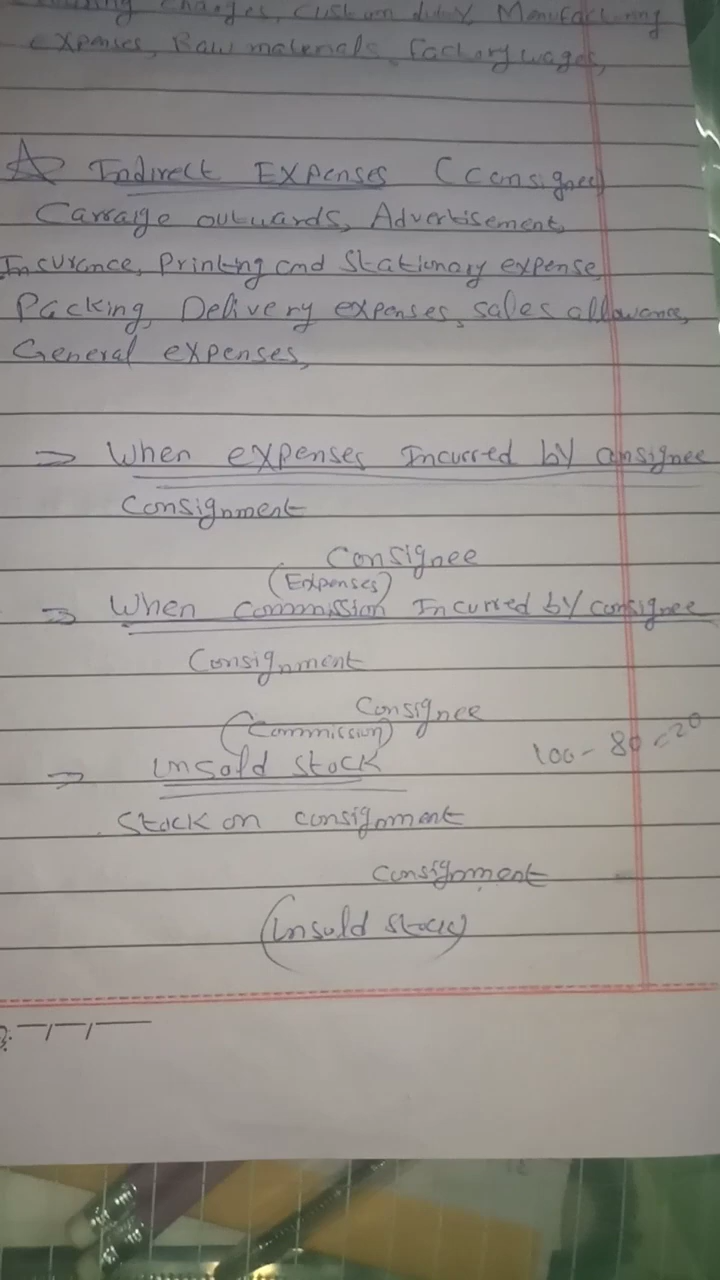 Charges, Custom duty, Manufacturing
expenses, Raw materials, Factory wages,
Indirect Expenses (Consignee)
Carraige outwards, Advertisement,
Insurance, Printing and Stationary expense,
Packing, Delivery expenses, sales allowance,
General expenses,
⇒ When expenses Incurred by consignee
Consignment
Consignee
(Expenses)
⇒ When Commission Incurred by consignee
Consignment
Consignee
(Commission)
100 - 80 = 20
⇒ Unsold stock
Stock on consignment
Consignment
(Unsold stock)